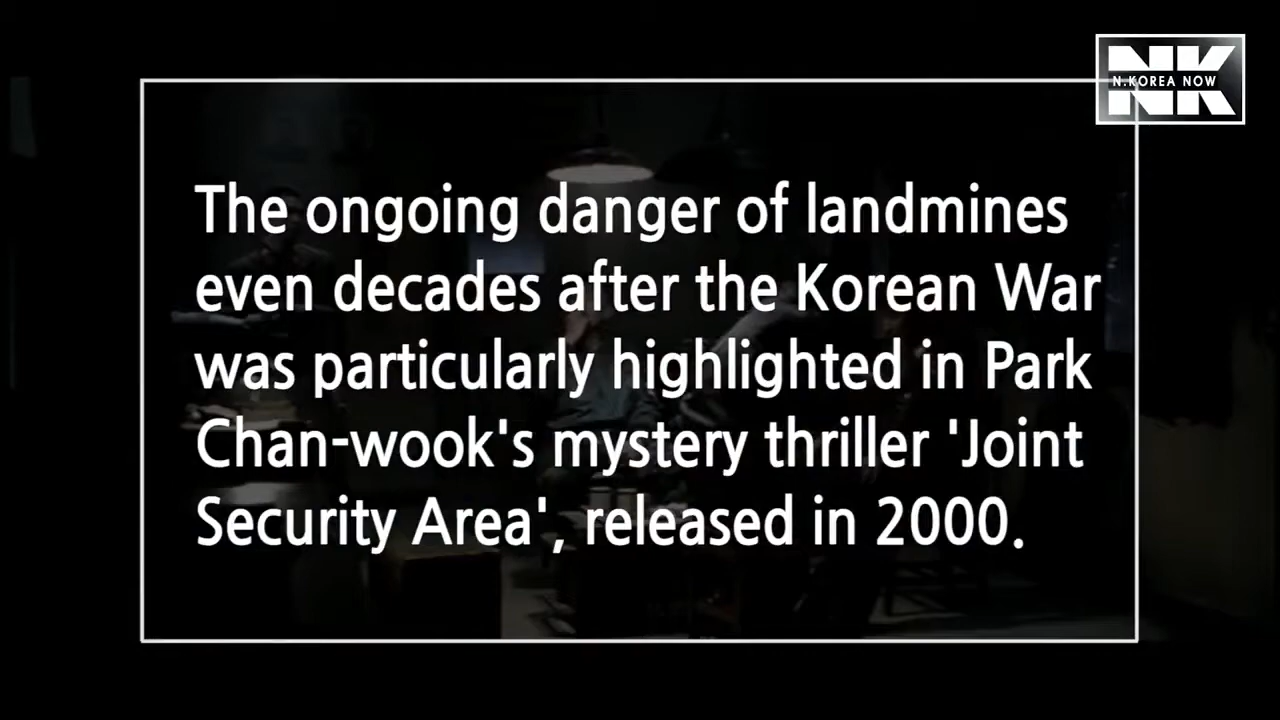 NK
N.KOREA NOW
The ongoing danger of landmines
even decades after the Korean War
was particularly highlighted in Park
Chan-wook's mystery thriller 'Joint
Security Area', released in 2000.